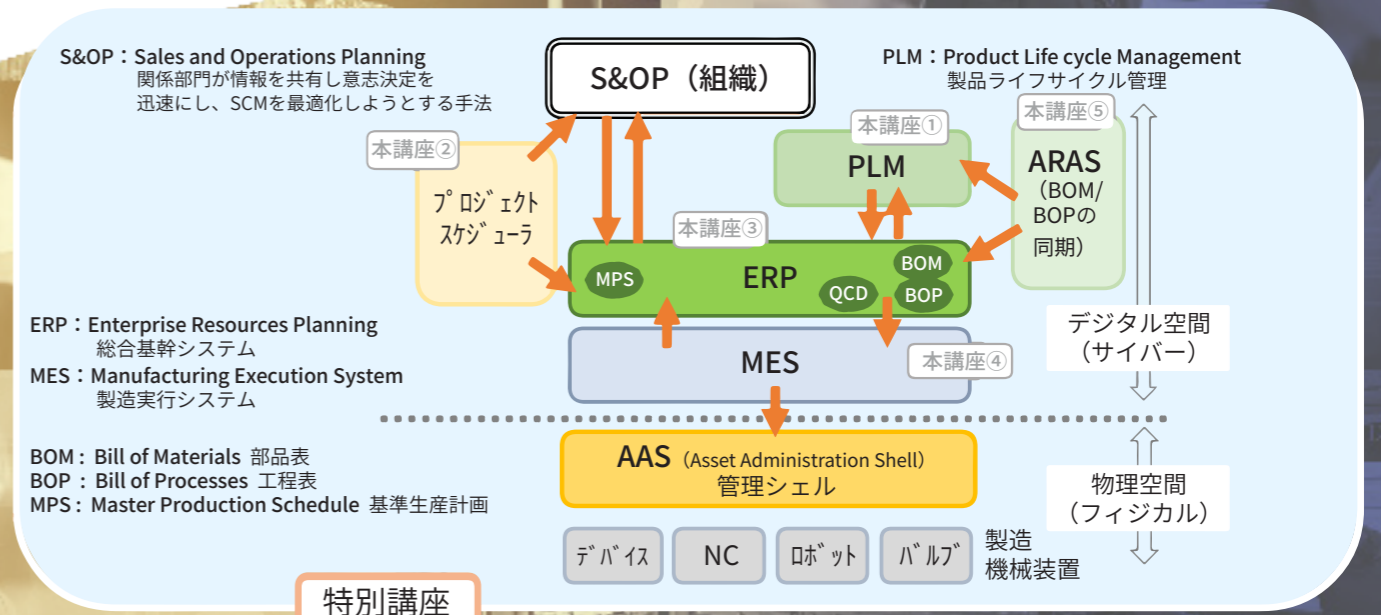 S&OP：Sales and Operations Planning
関係部門が情報を共有し意志決定を
迅速にし、SCMを最適化しようとする手法
S&OP（組織）
PLM：Product Life cycle Management
製品ライフサイクル管理
本講座②
プロジェクト
スケジューラ
本講座①
PLM
本講座⑤
ARAS
（BOM/
BOPの
同期）
本講座③
MPS
ERP
QCD
BOM
BOP
ERP：Enterprise Resources Planning
総合基幹システム
MES：Manufacturing Execution System
製造実行システム
MES
本講座④
デジタル空間
（サイバー）
BOM : Bill of Materials 部品表
BOP : Bill of Processes 工程表
MPS : Master Production Schedule 基準生産計画
AAS（Asset Administration Shell）
管理シェル
物理空間
（フィジカル）
デバイス
NC
ロボット
バルブ
製造
機械装置
特別講座